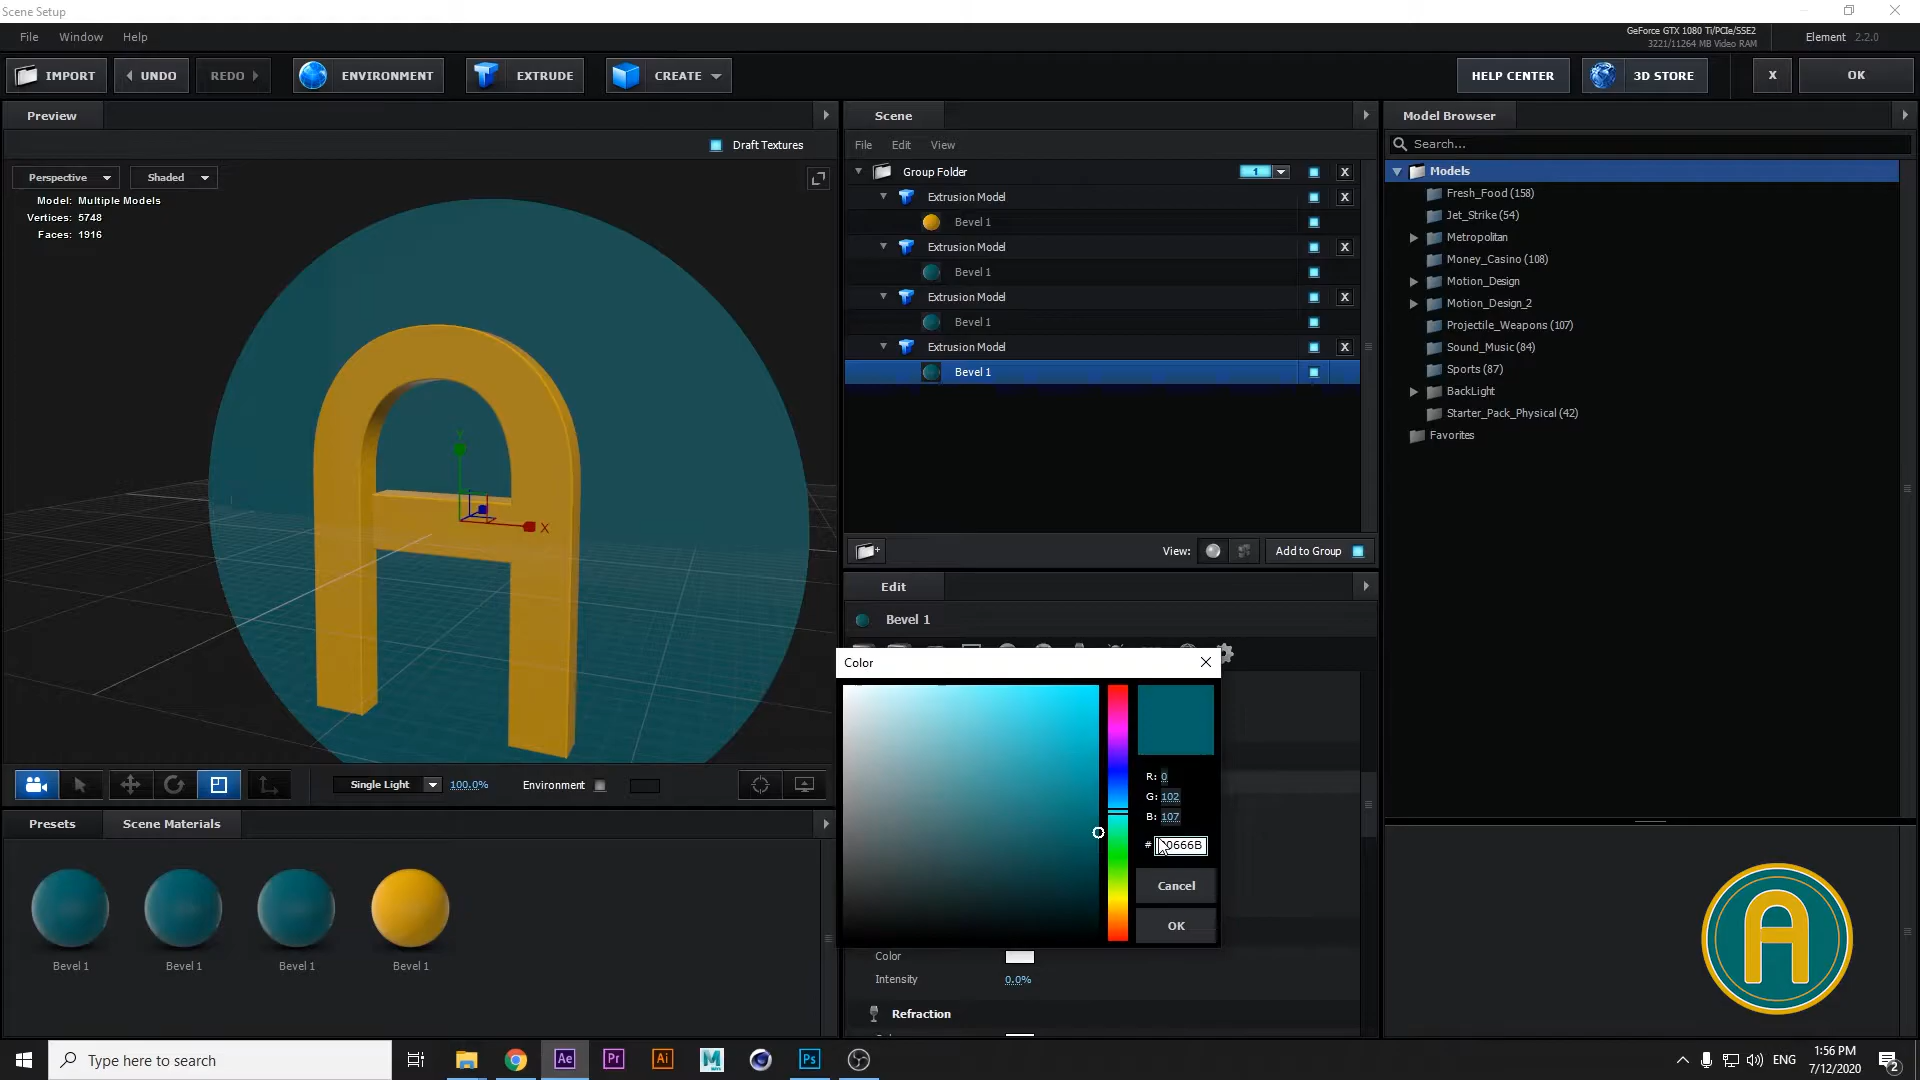 Scene Setup
File Window Help
GeForce GTX 1080 Ti/PCIe/SSE2
3221/11264 MB Video RAM
Element 2.2.0
IMPORT UNDO REDO ENVIRONMENT EXTRUDE CREATE HELP CENTER 3D STORE X OK
Preview
Draft Textures
Perspective Shaded
Model: Multiple Models
Vertices: 5748
Faces: 1916
Y
X
Single Light 100.0% Environment
Presets Scene Materials
Bevel 1 Bevel 1 Bevel 1 Bevel 1
Scene
File Edit View
Group Folder 1 X
Extrusion Model X
Bevel 1
Extrusion Model X
Bevel 1
Extrusion Model X
Bevel 1
Extrusion Model X
Bevel 1
View: Add to Group
Edit
Bevel 1
Color
R: 0
G: 102
B: 107
# 0666B
Cancel
OK
Color
Intensity 0.0%
Refraction
Model Browser
Search...
Models
Fresh_Food (158)
Jet_Strike (54)
Metropolitan
Money_Casino (108)
Motion_Design
Motion_Design_2
Projectile_Weapons (107)
Sound_Music (84)
Sports (87)
BackLight
Starter_Pack_Physical (42)
Favorites
A
Type here to search
Ae Pr Ai M Ps
ENG
1:56 PM
7/12/2020
2